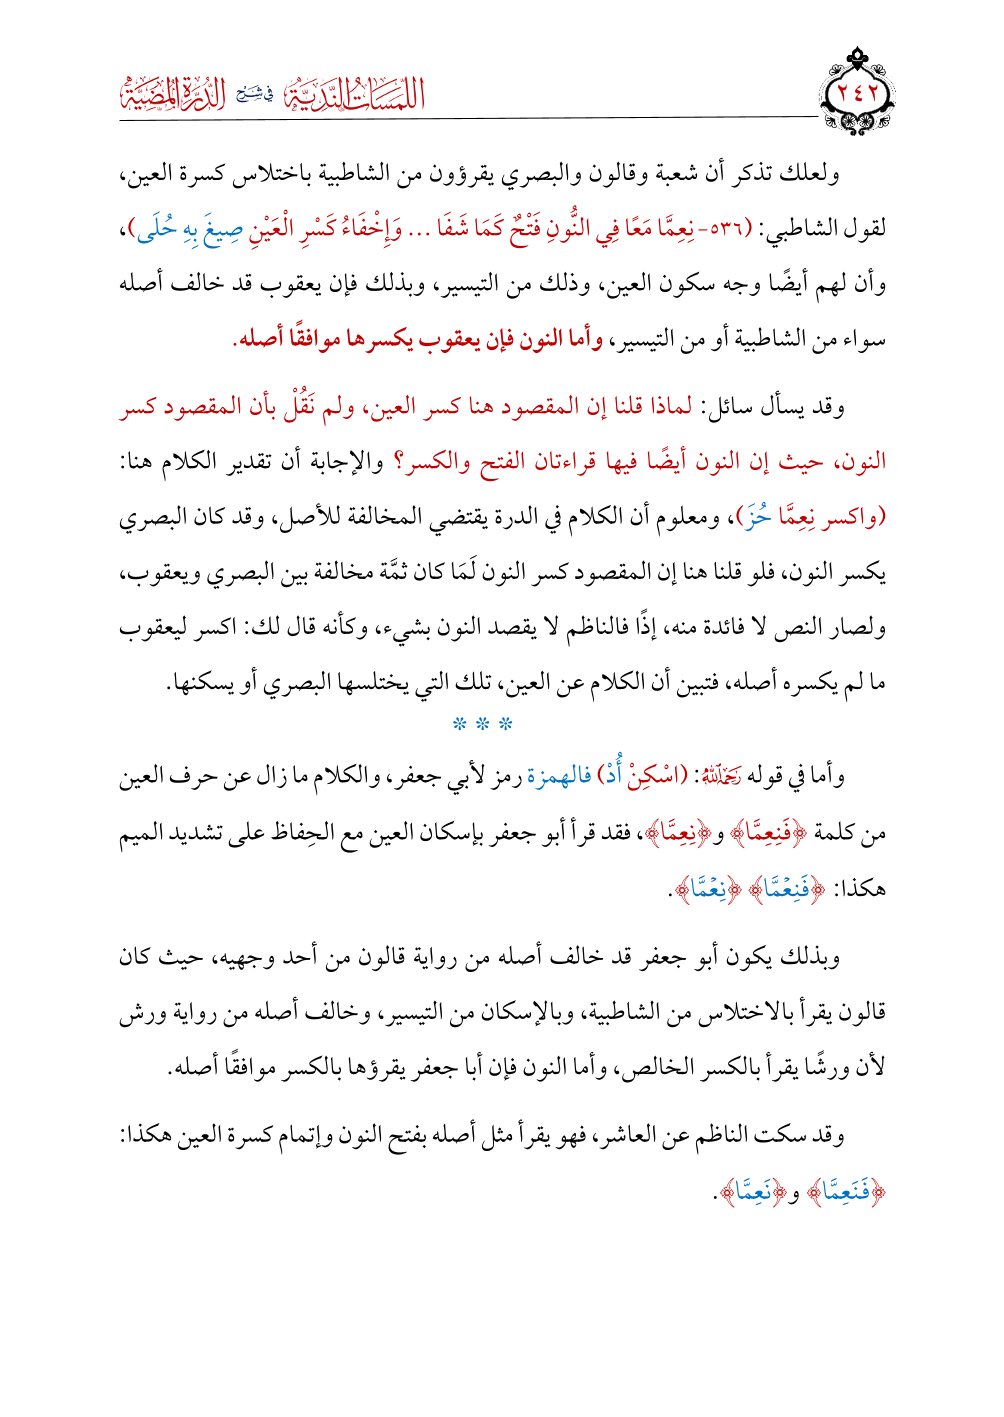 ٢٤٢
اللمسات الندية في شرح الدرة المضية
ولعلك تذكر أن شعبة وقالون والبصري يقرؤون من الشاطبية باختلاس كسرة العين،
لقول الشاطبي: (٥٣٦- نِعِمَّا مَعًا فِي النُّونِ فَتْحٌ كَمَا شَفَا ... وَإِخْفَاءُ كَسْرِ الْعَيْنِ صِيغَ بِهِ حُلَى)،
وأن لهم أيضًا وجه سكون العين، وذلك من التيسير، وبذلك فإن يعقوب قد خالف أصله
سواء من الشاطبية أو من التيسير، وأما النون فإن يعقوب يكسرها موافقًا أصله.
وقد يسأل سائل: لماذا قلنا إن المقصود هنا كسر العين، ولم نَقُلْ بأن المقصود كسر
النون، حيث إن النون أيضًا فيها قراءتان الفتح والكسر؟ والإجابة أن تقدير الكلام هنا:
(واكسر نِعِمَّا حُزَ)، ومعلوم أن الكلام في الدرة يقتضي المخالفة للأصل، وقد كان البصري
يكسر النون، فلو قلنا هنا إن المقصود كسر النون لَمَا كان ثمَّة مخالفة بين البصري ويعقوب،
ولصار النص لا فائدة منه، إذًا فالناظم لا يقصد النون بشيء، وكأنه قال لك: اكسر ليعقوب
ما لم يكسره أصله، فتبين أن الكلام عن العين، تلك التي يختلسها البصري أو يسكنها.
* * *
وأما في قوله رَحِمَهُ اللهُ: (اسْكِنْ أُدْ) فالهمزة رمز لأبي جعفر، والكلام ما زال عن حرف العين
من كلمة ﴿فَنِعِمَّا﴾ و﴿نِعِمَّا﴾، فقد قرأ أبو جعفر بإسكان العين مع الحِفاظ على تشديد الميم
هكذا: ﴿فَنِعْمَّا﴾ ﴿نِعْمَّا﴾.
وبذلك يكون أبو جعفر قد خالف أصله من رواية قالون من أحد وجهيه، حيث كان
قالون يقرأ بالاختلاس من الشاطبية، وبالإسكان من التيسير، وخالف أصله من رواية ورش
لأن ورشًا يقرأ بالكسر الخالص، وأما النون فإن أبا جعفر يقرؤها بالكسر موافقًا أصله.
وقد سكت الناظم عن العاشر، فهو يقرأ مثل أصله بفتح النون وإتمام كسرة العين هكذا:
﴿فَنَعِمَّا﴾ و﴿نَعِمَّا﴾.